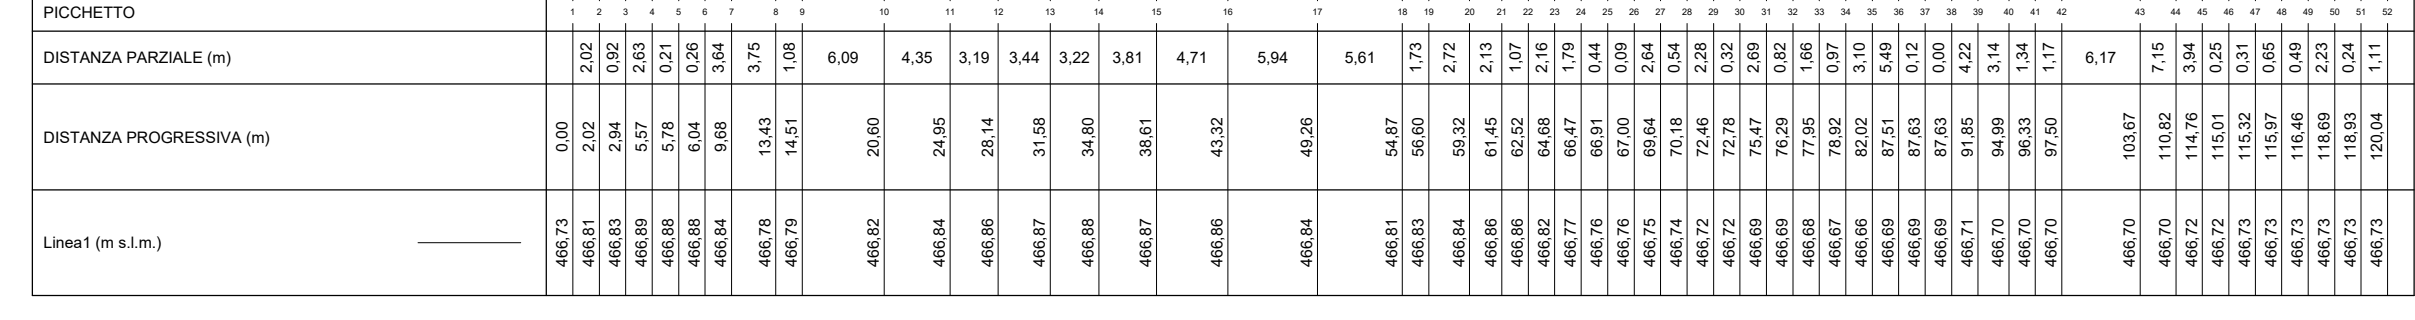 PICCHETTO 1 2 3 4 5 6 7 8 9 10 11 12 13 14 15 16 17 18 19 20 21 22 23 24 25 26 27 28 29 30 31 32 33 34 35 36 37 38 39 40 41 42 43 44 45 46 47 48 49 50 51 52
DISTANZA PARZIALE (m) 2,02 0,92 2,63 0,21 0,26 3,64 3,75 1,08 6,09 4,35 3,19 3,44 3,22 3,81 4,71 5,94 5,61 1,73 2,72 2,13 1,07 2,16 1,79 0,44 0,09 2,64 0,54 2,28 0,32 2,69 0,82 1,66 0,97 3,10 5,49 0,12 0,00 4,22 3,14 1,34 1,17 6,17 7,15 3,94 0,25 0,31 0,65 0,49 2,23 0,24 1,11
DISTANZA PROGRESSIVA (m) 0,00 2,02 2,94 5,57 5,78 6,04 9,68 13,43 14,51 20,60 24,95 28,14 31,58 34,80 38,61 43,32 49,26 54,87 56,60 59,32 61,45 62,52 64,68 66,47 66,91 67,00 69,64 70,18 72,46 72,78 75,47 76,29 77,95 78,92 82,02 87,51 87,63 87,63 91,85 94,99 96,33 97,50 103,67 110,82 114,76 115,01 115,32 115,97 116,46 118,69 118,93 120,04
Linea1 (m s.l.m.) 466,73 466,81 466,83 466,89 466,88 466,88 466,84 466,78 466,79 466,82 466,84 466,86 466,87 466,88 466,87 466,86 466,84 466,81 466,83 466,84 466,86 466,86 466,82 466,77 466,76 466,76 466,75 466,74 466,72 466,72 466,69 466,69 466,68 466,67 466,66 466,69 466,69 466,69 466,71 466,70 466,70 466,70 466,70 466,70 466,72 466,72 466,73 466,73 466,73 466,73 466,73 466,73